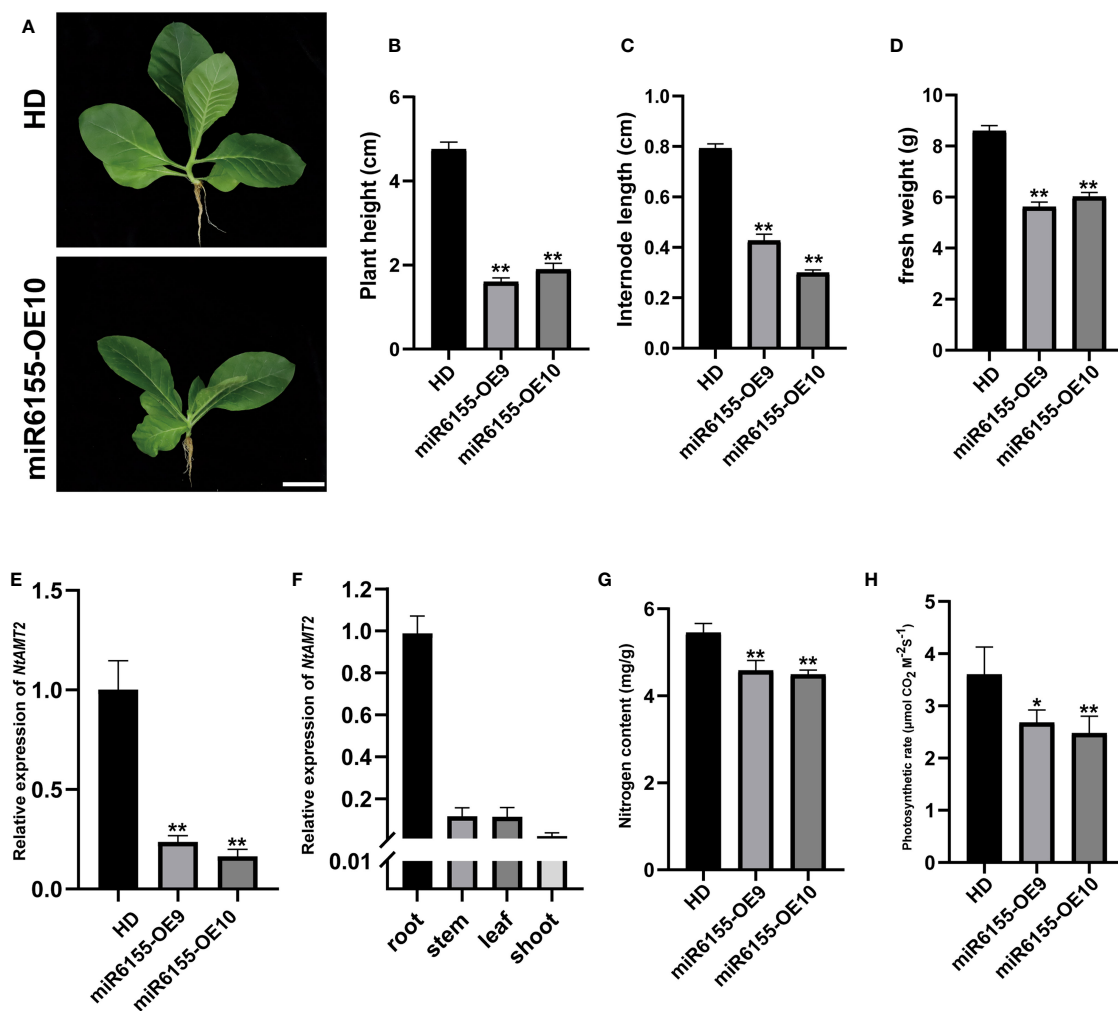 A
HD
miR6155-OE10
B
Plant height (cm)
6
4
2
0
**
**
HD
miR6155-OE9
miR6155-OE10
C
Internode length (cm)
1.0
0.8
0.6
0.4
0.2
0.0
**
**
HD
miR6155-OE9
miR6155-OE10
D
fresh weight (g)
10
8
6
4
2
0
**
**
HD
miR6155-OE9
miR6155-OE10
E
Relative expression of NtAMT2
1.5
1.0
0.5
0.0
**
**
HD
miR6155-OE9
miR6155-OE10
F
Relative expression of NtAMT2
1.2
1.0
0.8
0.6
0.4
0.2
0.01
root
stem
leaf
shoot
G
Nitrogen content (mg/g)
6
4
2
0
**
**
HD
miR6155-OE9
miR6155-OE10
H
Photosynthetic rate (μmol CO2 M-2S-1)
5
4
3
2
1
0
*
**
HD
miR6155-OE9
miR6155-OE10